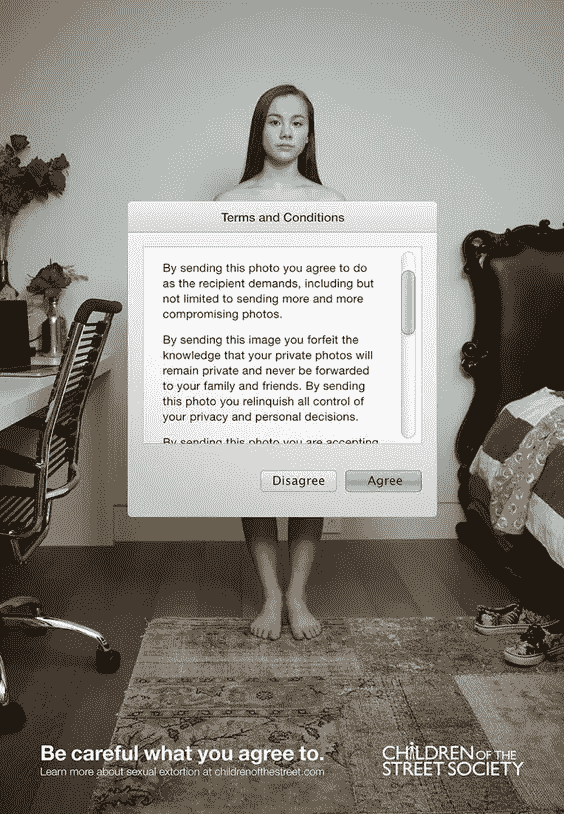 Terms and Conditions
By sending this photo you agree to do
as the recipient demands, including but
not limited to sending more and more
compromising photos.
By sending this image you forfeit the
knowledge that your private photos will
remain private and never be forwarded
to your family and friends. By sending
this photo you relinquish all control of
your privacy and personal decisions.
By sending this photo you are accepting
Disagree
Agree
Be careful what you agree to.
Learn more about sexual extortion at childrenofthestreet.com
CHILDREN OF THE
STREET SOCIETY